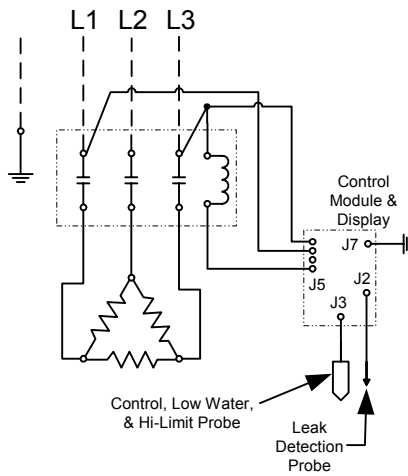 L1 L2 L3
Control
Module &
Display
J7
J5
J2
J3
Control, Low Water,
& Hi-Limit Probe
Leak
Detection
Probe